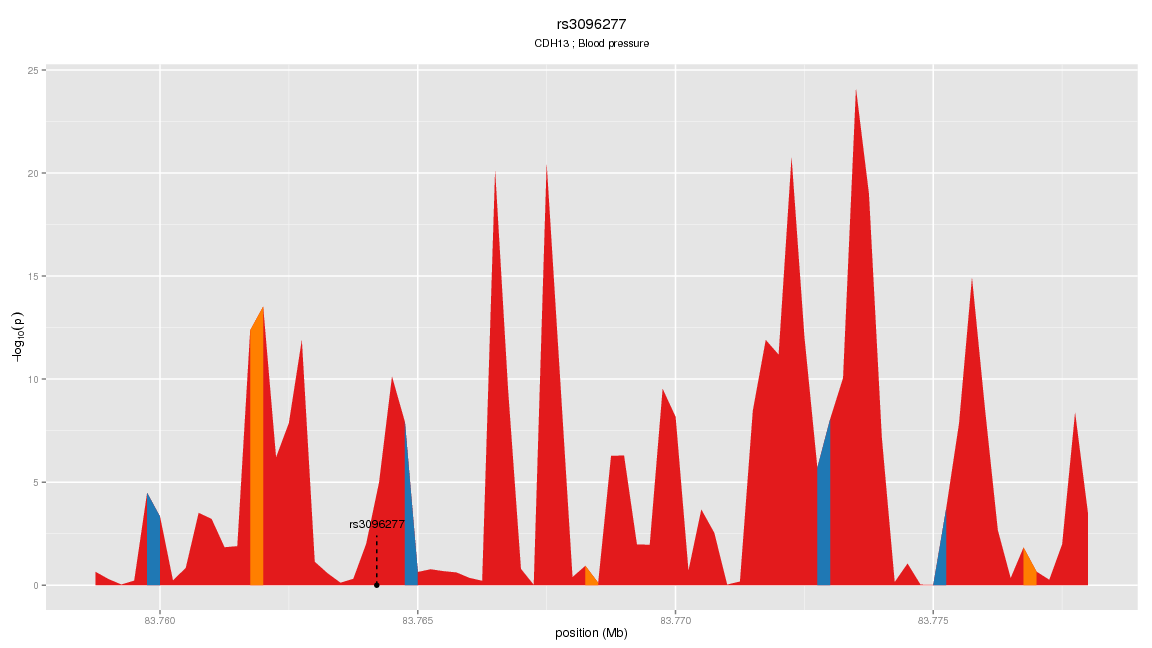 rs3096277
CDH13 ; Blood pressure
25
20
15
10
5
0
−log10(p)
rs3096277
83.760
83.765
83.770
83.775
position (Mb)